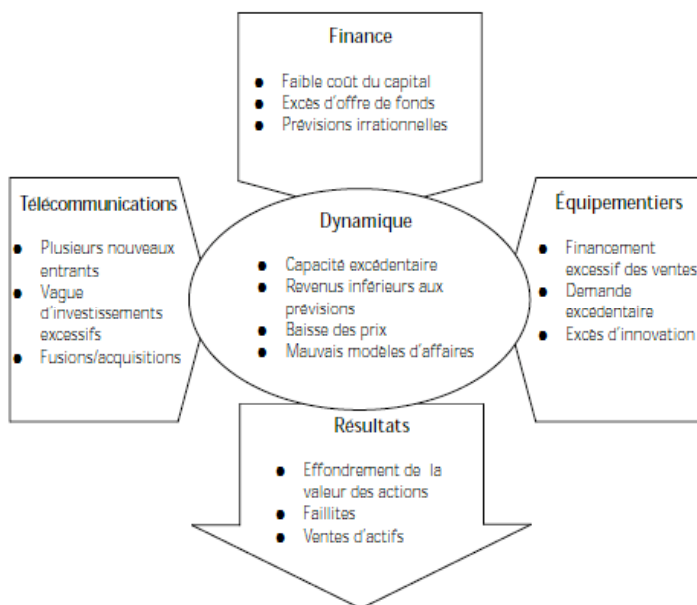 Finance
● Faible coût du capital
● Excès d'offre de fonds
● Prévisions irrationnelles
Télécommunications
● Plusieurs nouveaux
entrants
● Vague
d'investissements
excessifs
● Fusions/acquisitions
Dynamique
● Capacité excédentaire
● Revenus inférieurs aux
prévisions
● Baisse des prix
● Mauvais modèles d'affaires
Équipementiers
● Financement
excessif des ventes
● Demande
excédentaire
● Excès d'innovation
Résultats
● Effondrement de la
valeur des actions
● Faillites
● Ventes d'actifs